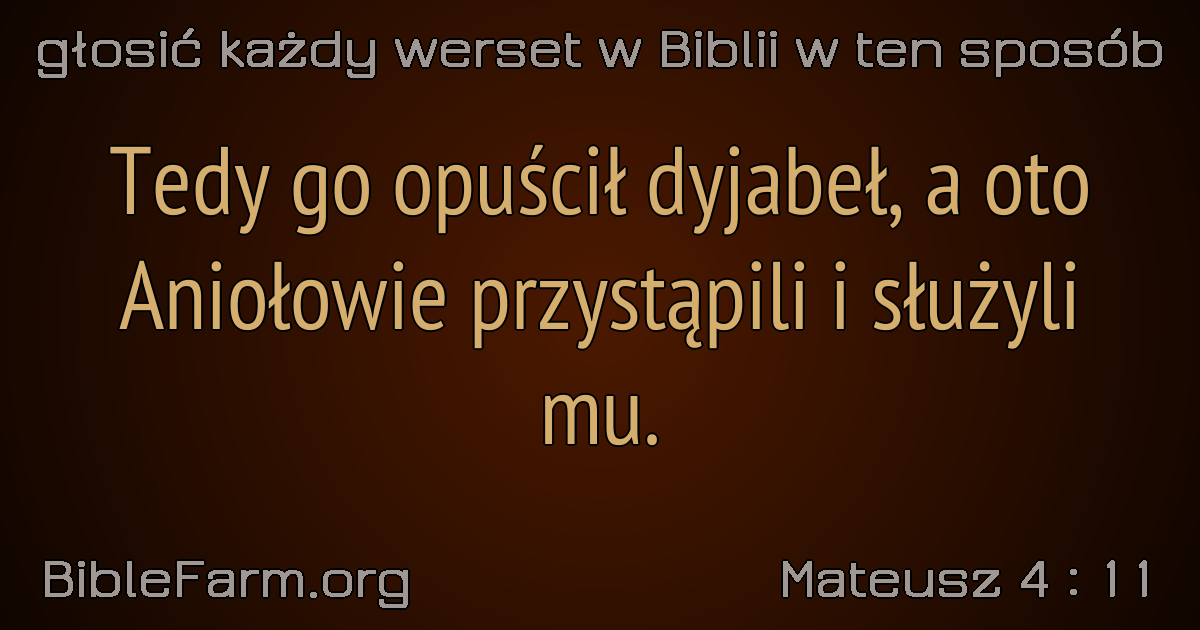 głosić każdy werset w Biblii w ten sposób
Tedy go opuścił dyjabeł, a oto
Aniołowie przystąpili i służyli
mu.
BibleFarm.org
Mateusz 4 : 11